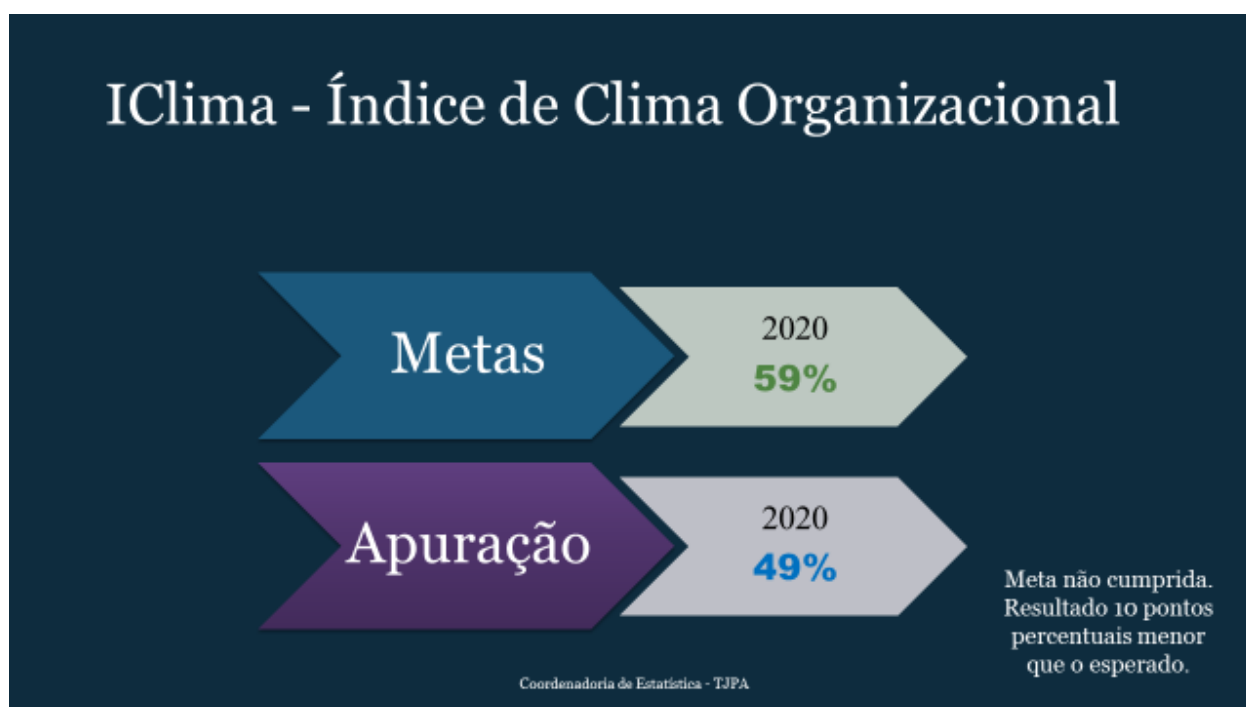 IClima - Índice de Clima Organizacional
Metas
2020
59%
Apuração
2020
49%
Meta não cumprida.
Resultado 10 pontos
percentuais menor
que o esperado.
Coordenadoria de Estatística - TJPA